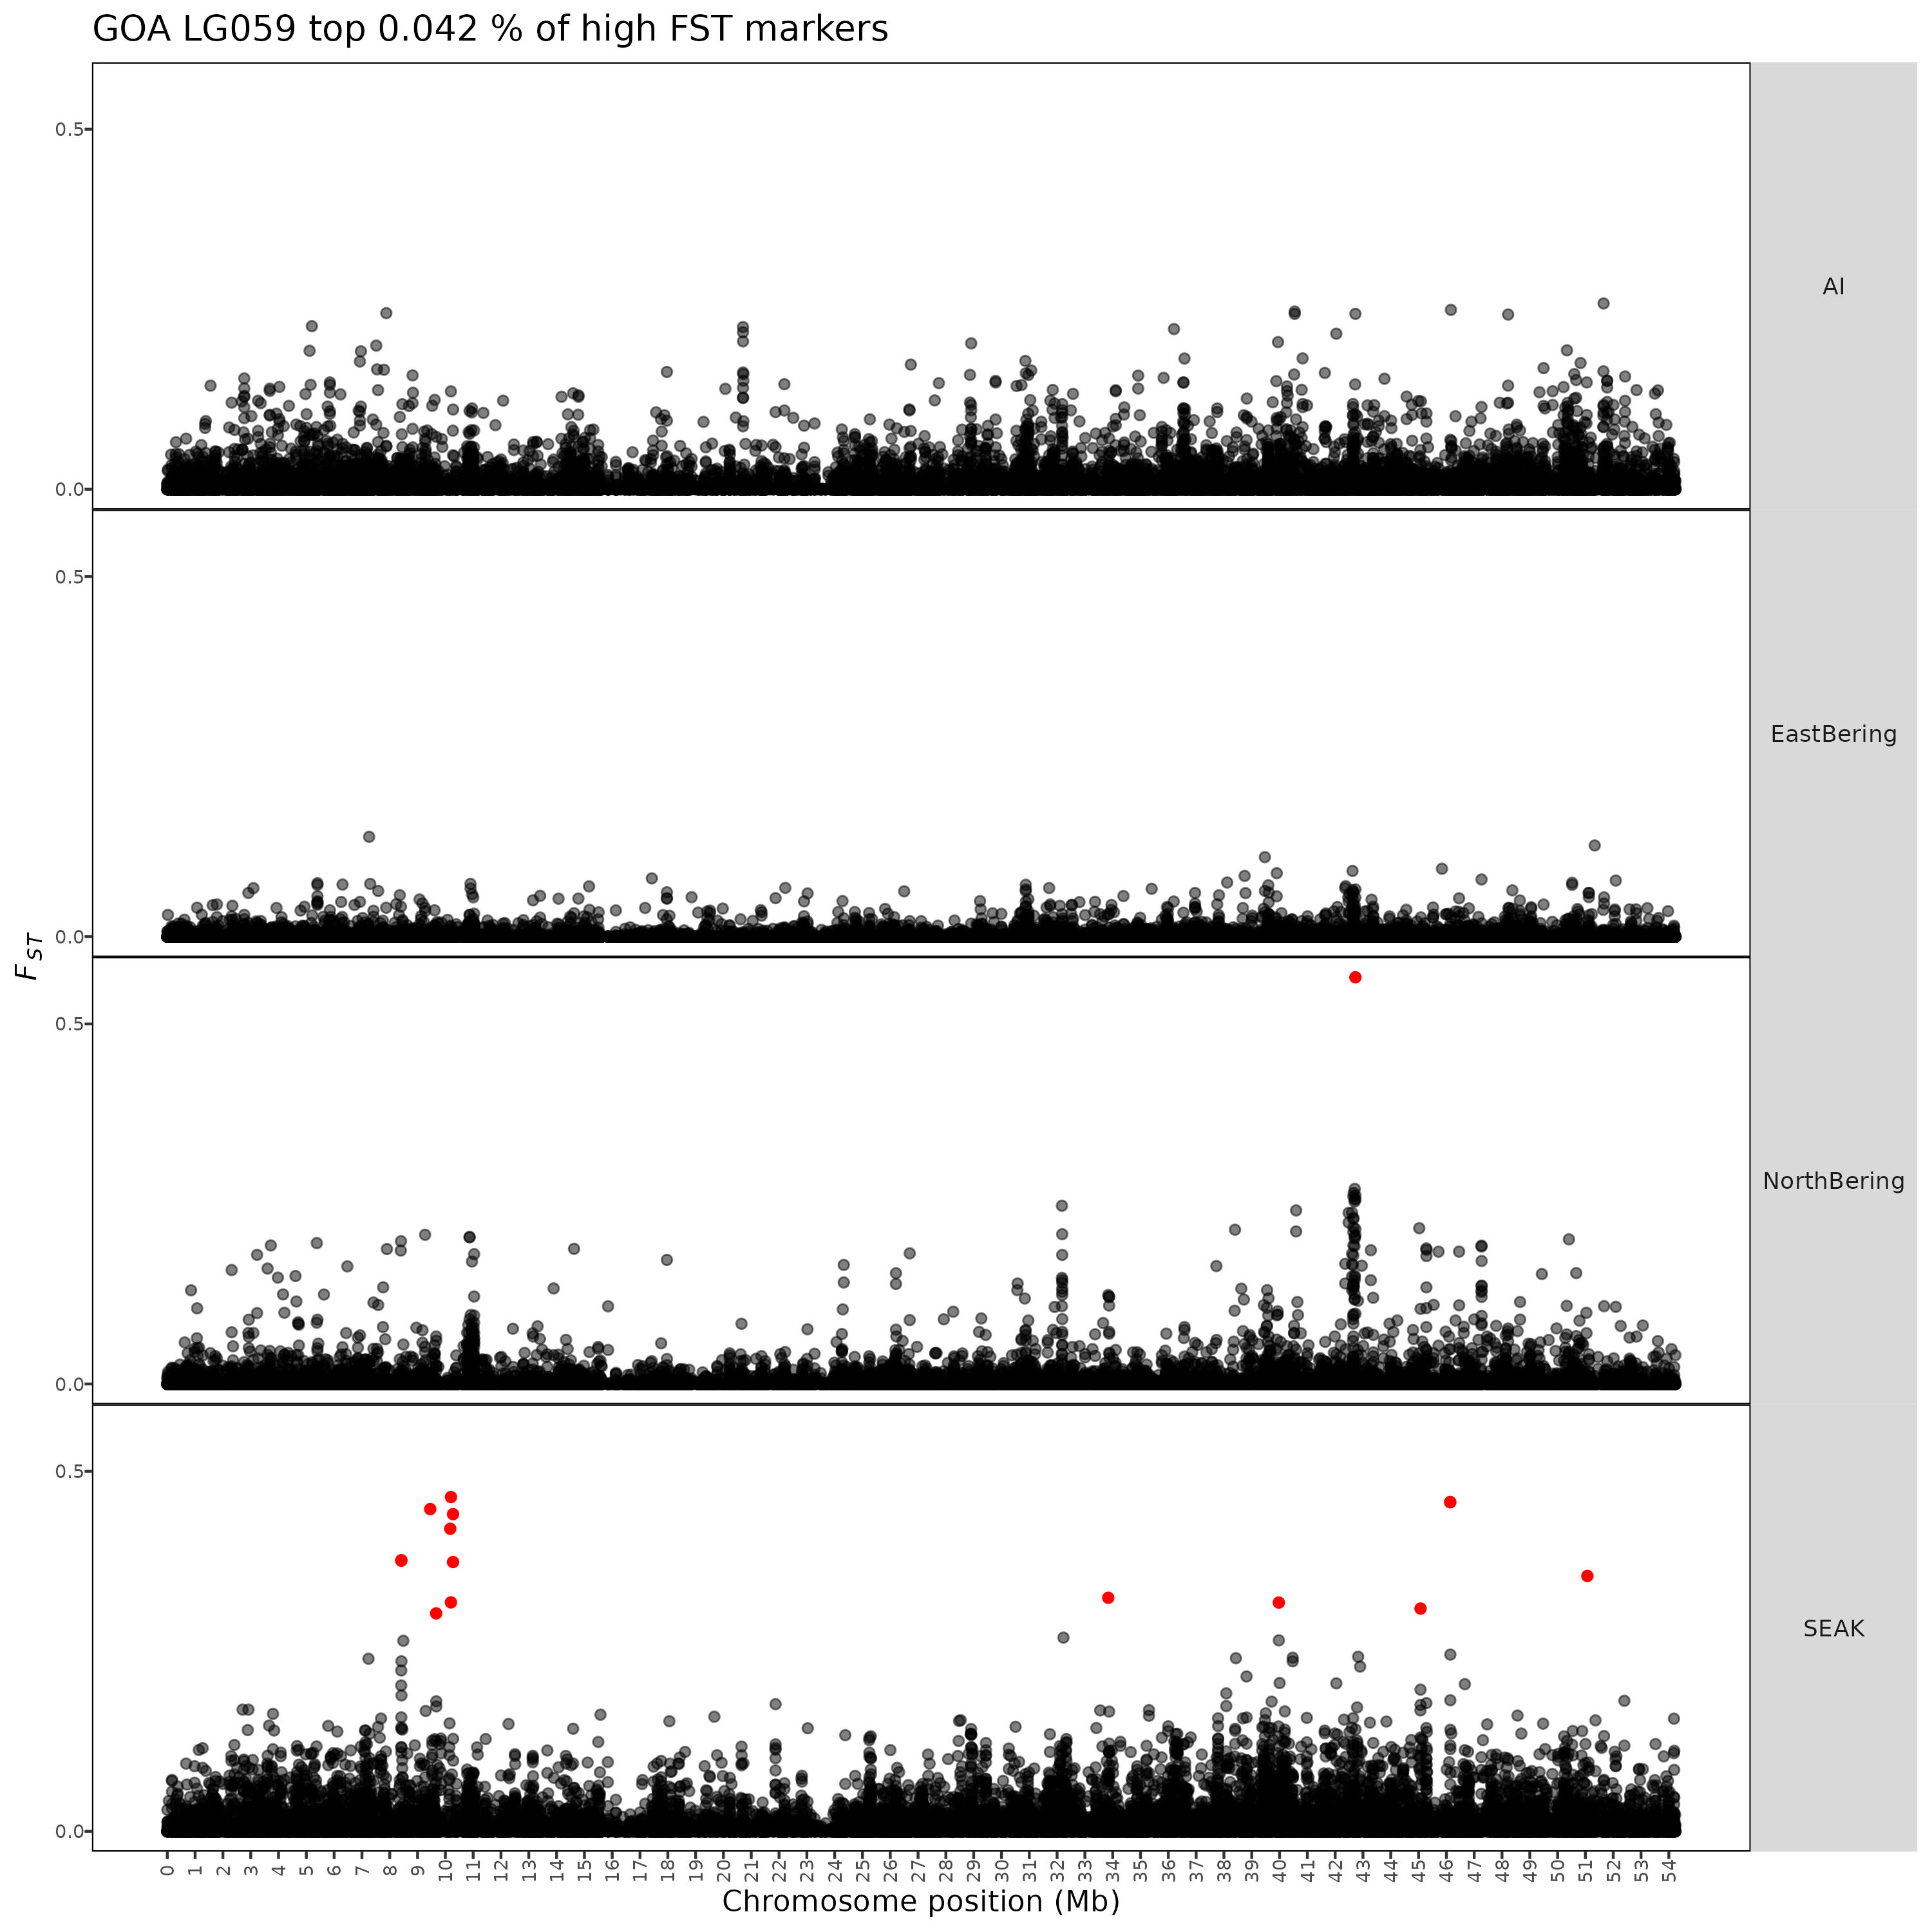 GOA LG059 top 0.042 % of high FST markers
0.5
0.0
AI
0.5
0.0
EastBering
0.5
0.0
NorthBering
0.5
0.0
SEAK
FST
0 1 2 3 4 5 6 7 8 9 10 11 12 13 14 15 16 17 18 19 20 21 22 23 24 25 26 27 28 29 30 31 32 33 34 35 36 37 38 39 40 41 42 43 44 45 46 47 48 49 50 51 52 53 54
Chromosome position (Mb)